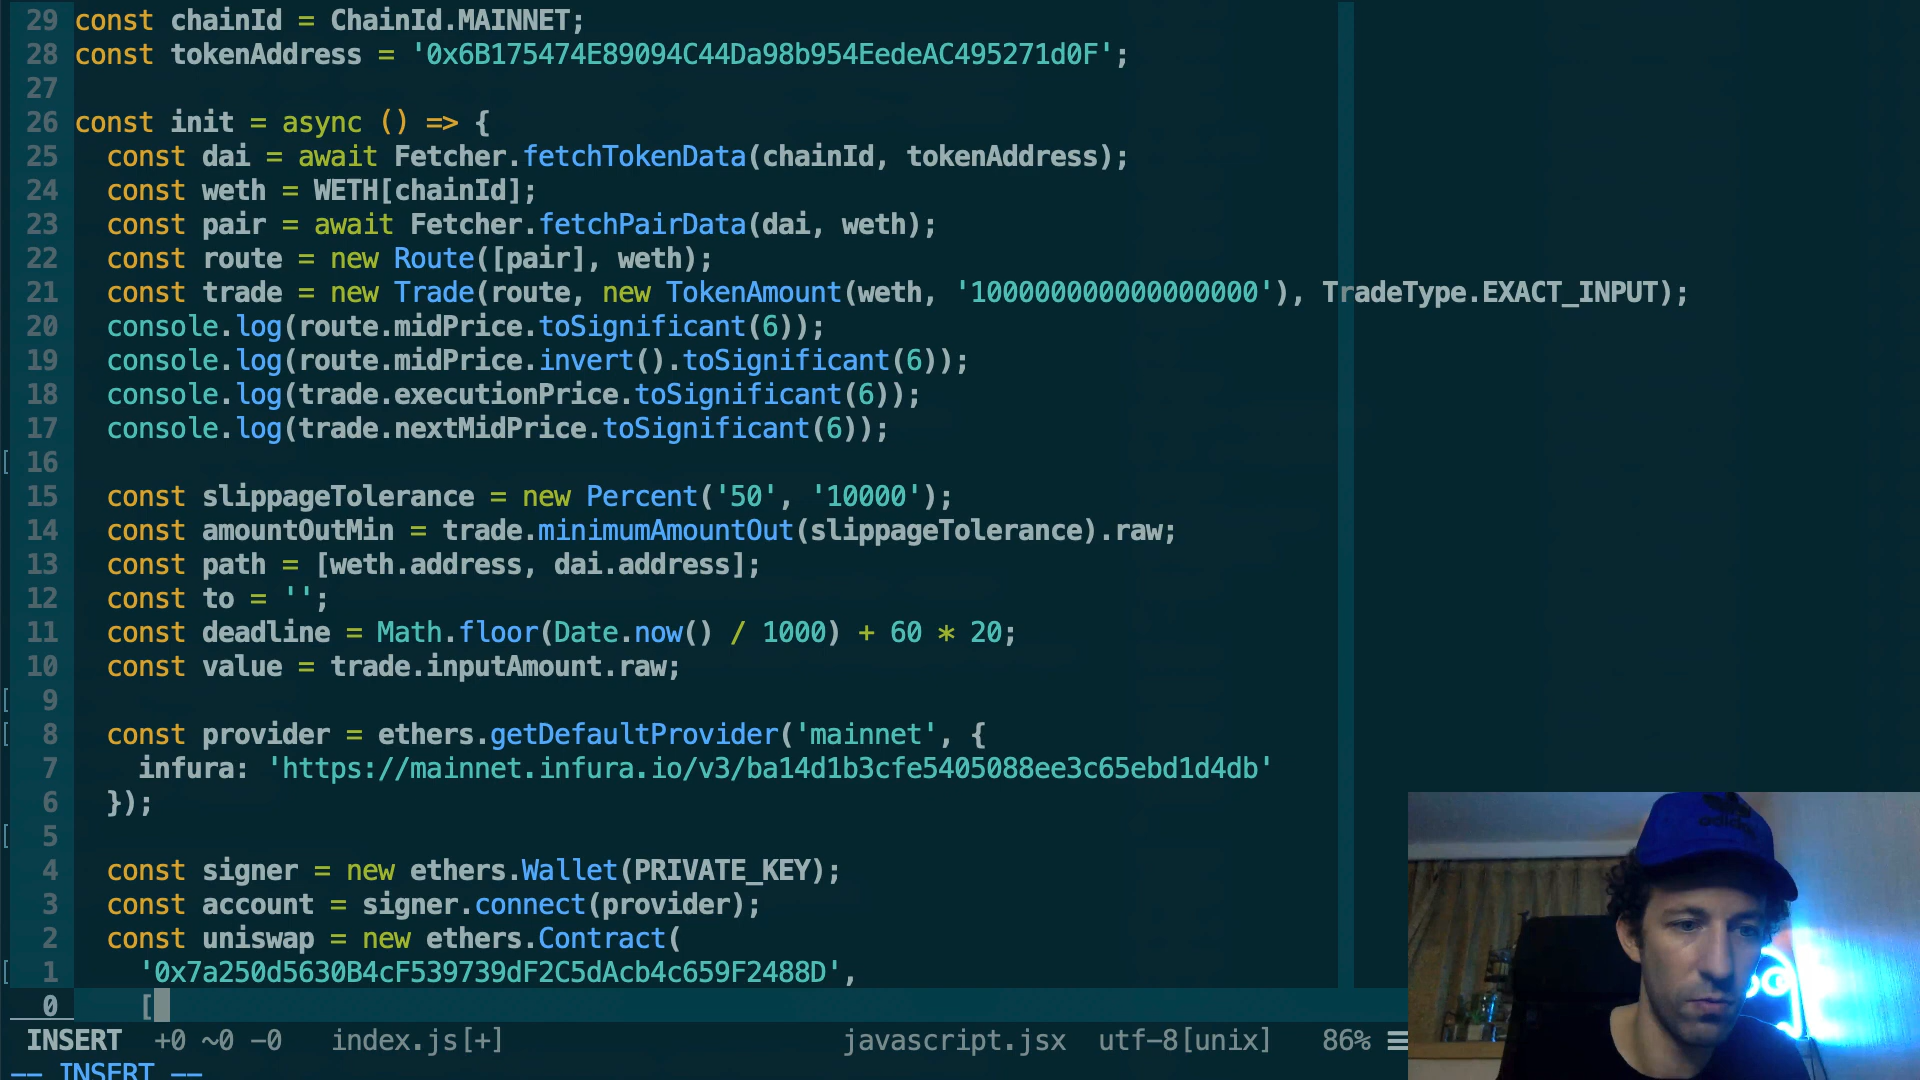 29 const chainId = ChainId.MAINNET;
28 const tokenAddress = '0x6B175474E89094C44Da98b954EedeAC495271d0F';
27
26 const init = async () => {
25 const dai = await Fetcher.fetchTokenData(chainId, tokenAddress);
24 const weth = WETH[chainId];
23 const pair = await Fetcher.fetchPairData(dai, weth);
22 const route = new Route([pair], weth);
21 const trade = new Trade(route, new TokenAmount(weth, '100000000000000000'), TradeType.EXACT_INPUT);
20 console.log(route.midPrice.toSignificant(6));
19 console.log(route.midPrice.invert().toSignificant(6));
18 console.log(trade.executionPrice.toSignificant(6));
17 console.log(trade.nextMidPrice.toSignificant(6));
16
15 const slippageTolerance = new Percent('50', '10000');
14 const amountOutMin = trade.minimumAmountOut(slippageTolerance).raw;
13 const path = [weth.address, dai.address];
12 const to = '';
11 const deadline = Math.floor(Date.now() / 1000) + 60 * 20;
10 const value = trade.inputAmount.raw;
9
8 const provider = ethers.getDefaultProvider('mainnet', {
7 infura: 'https://mainnet.infura.io/v3/ba14d1b3cfe5405088ee3c65ebd1d4db'
6 });
5
4 const signer = new ethers.Wallet(PRIVATE_KEY);
3 const account = signer.connect(provider);
2 const uniswap = new ethers.Contract(
1 '0x7a250d5630B4cF539739dF2C5dAcb4c659F2488D',
0 [
INSERT +0 ~0 -0 index.js[+] javascript.jsx utf-8[unix] 86% ☰
-- INSERT --
adidas